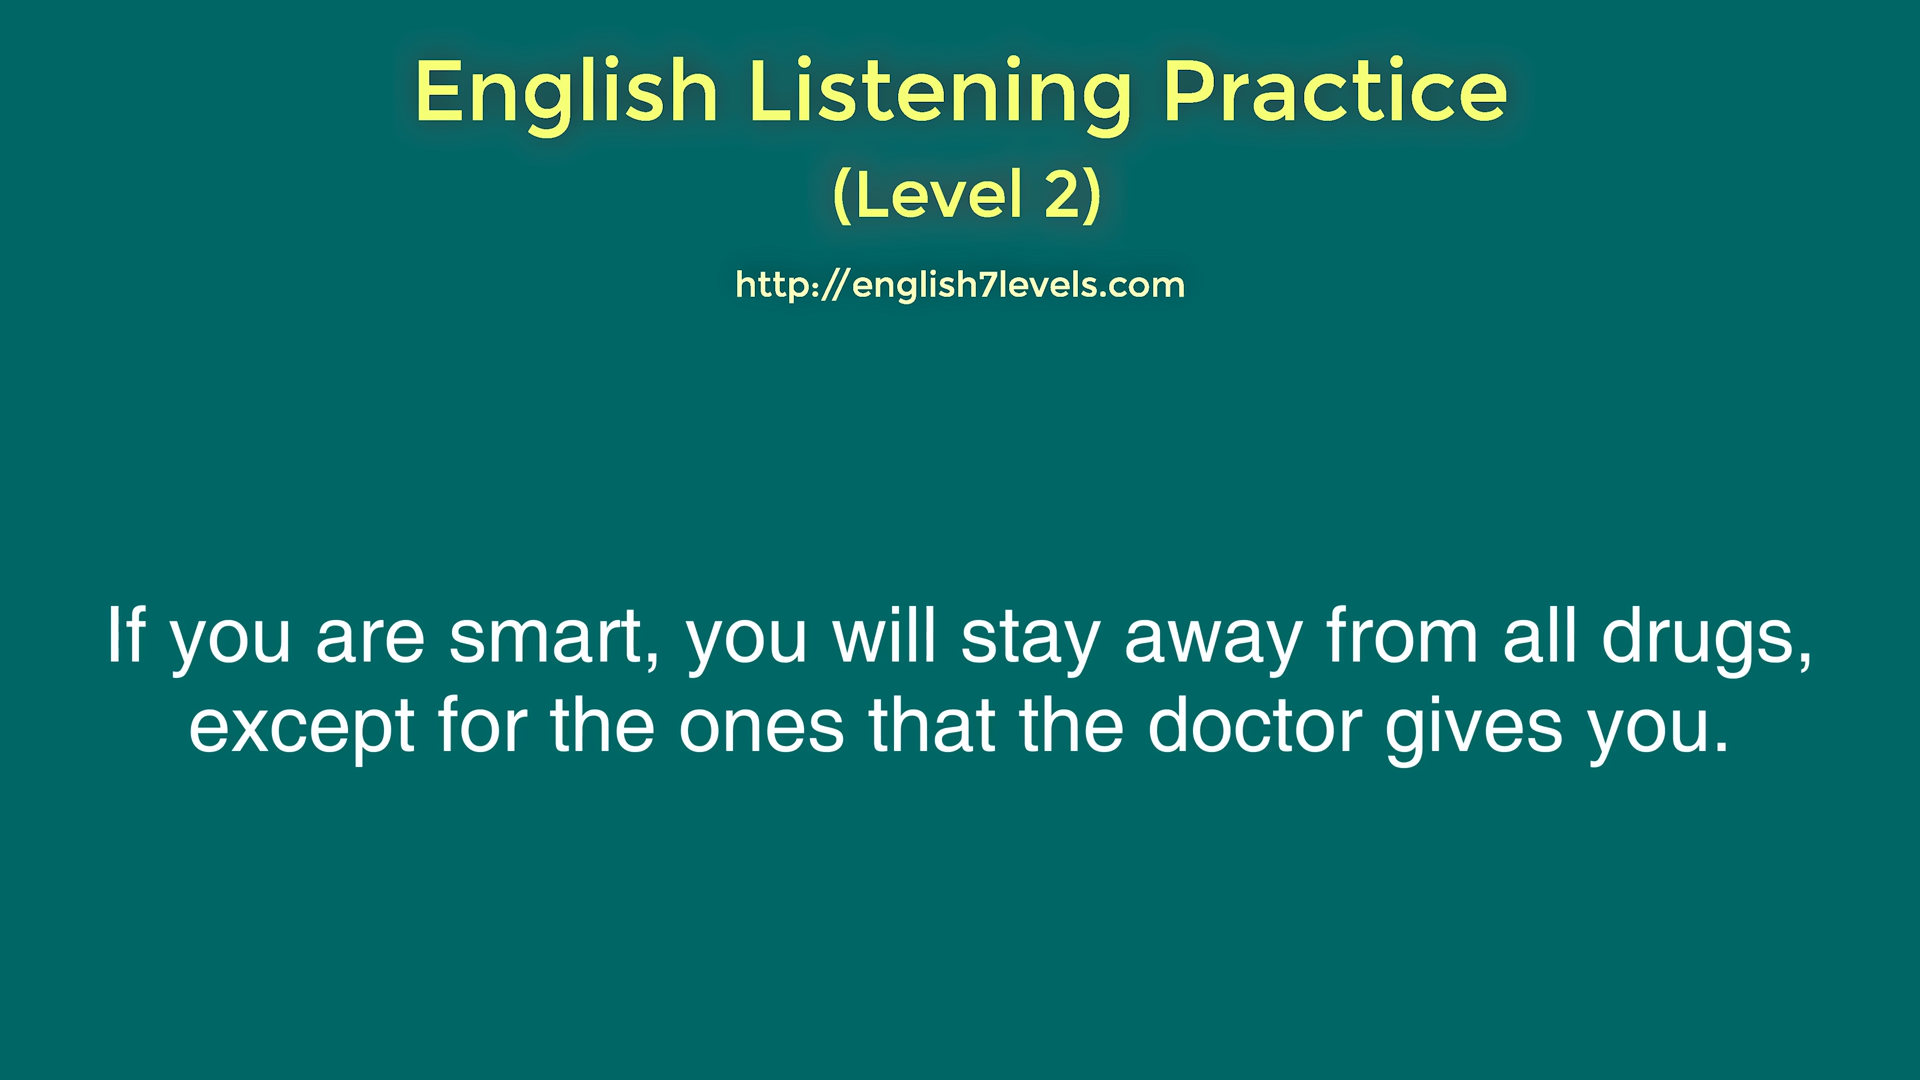 English Listening Practice
(Level 2)
http://english7levels.com
If you are smart, you will stay away from all drugs,
except for the ones that the doctor gives you.